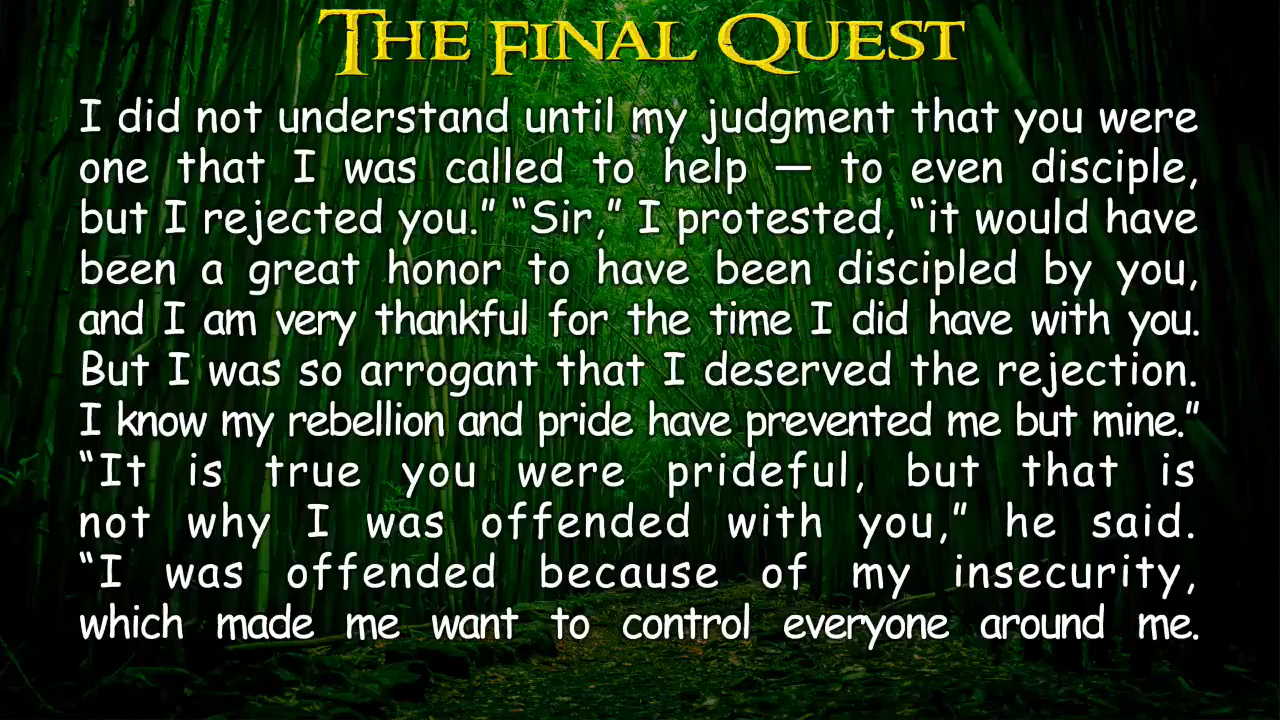 The Final Quest
I did not understand until my judgment that you were
one that I was called to help — to even disciple,
but I rejected you.” “Sir,” I protested, “it would have
been a great honor to have been discipled by you,
and I am very thankful for the time I did have with you.
But I was so arrogant that I deserved the rejection.
I know my rebellion and pride have prevented me but mine.”
“It is true you were prideful, but that is
not why I was offended with you,” he said.
“I was offended because of my insecurity,
which made me want to control everyone around me.